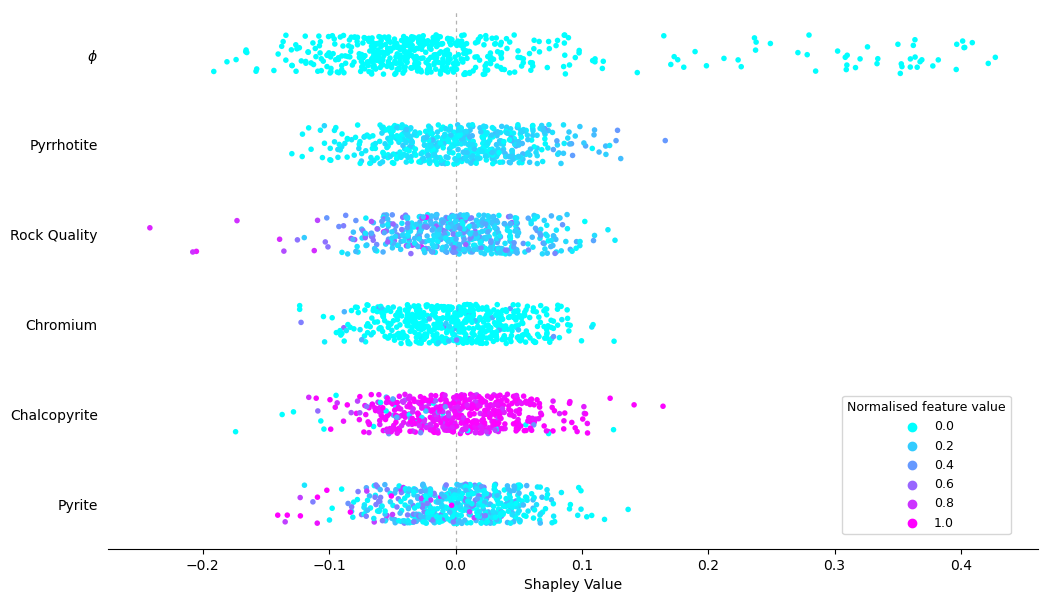 ϕ
Pyrrhotite
Rock Quality
Chromium
Chalcopyrite
Pyrite
Normalised feature value
0.0
0.2
0.4
0.6
0.8
1.0
−0.2 −0.1 0.0 0.1 0.2 0.3 0.4
Shapley Value